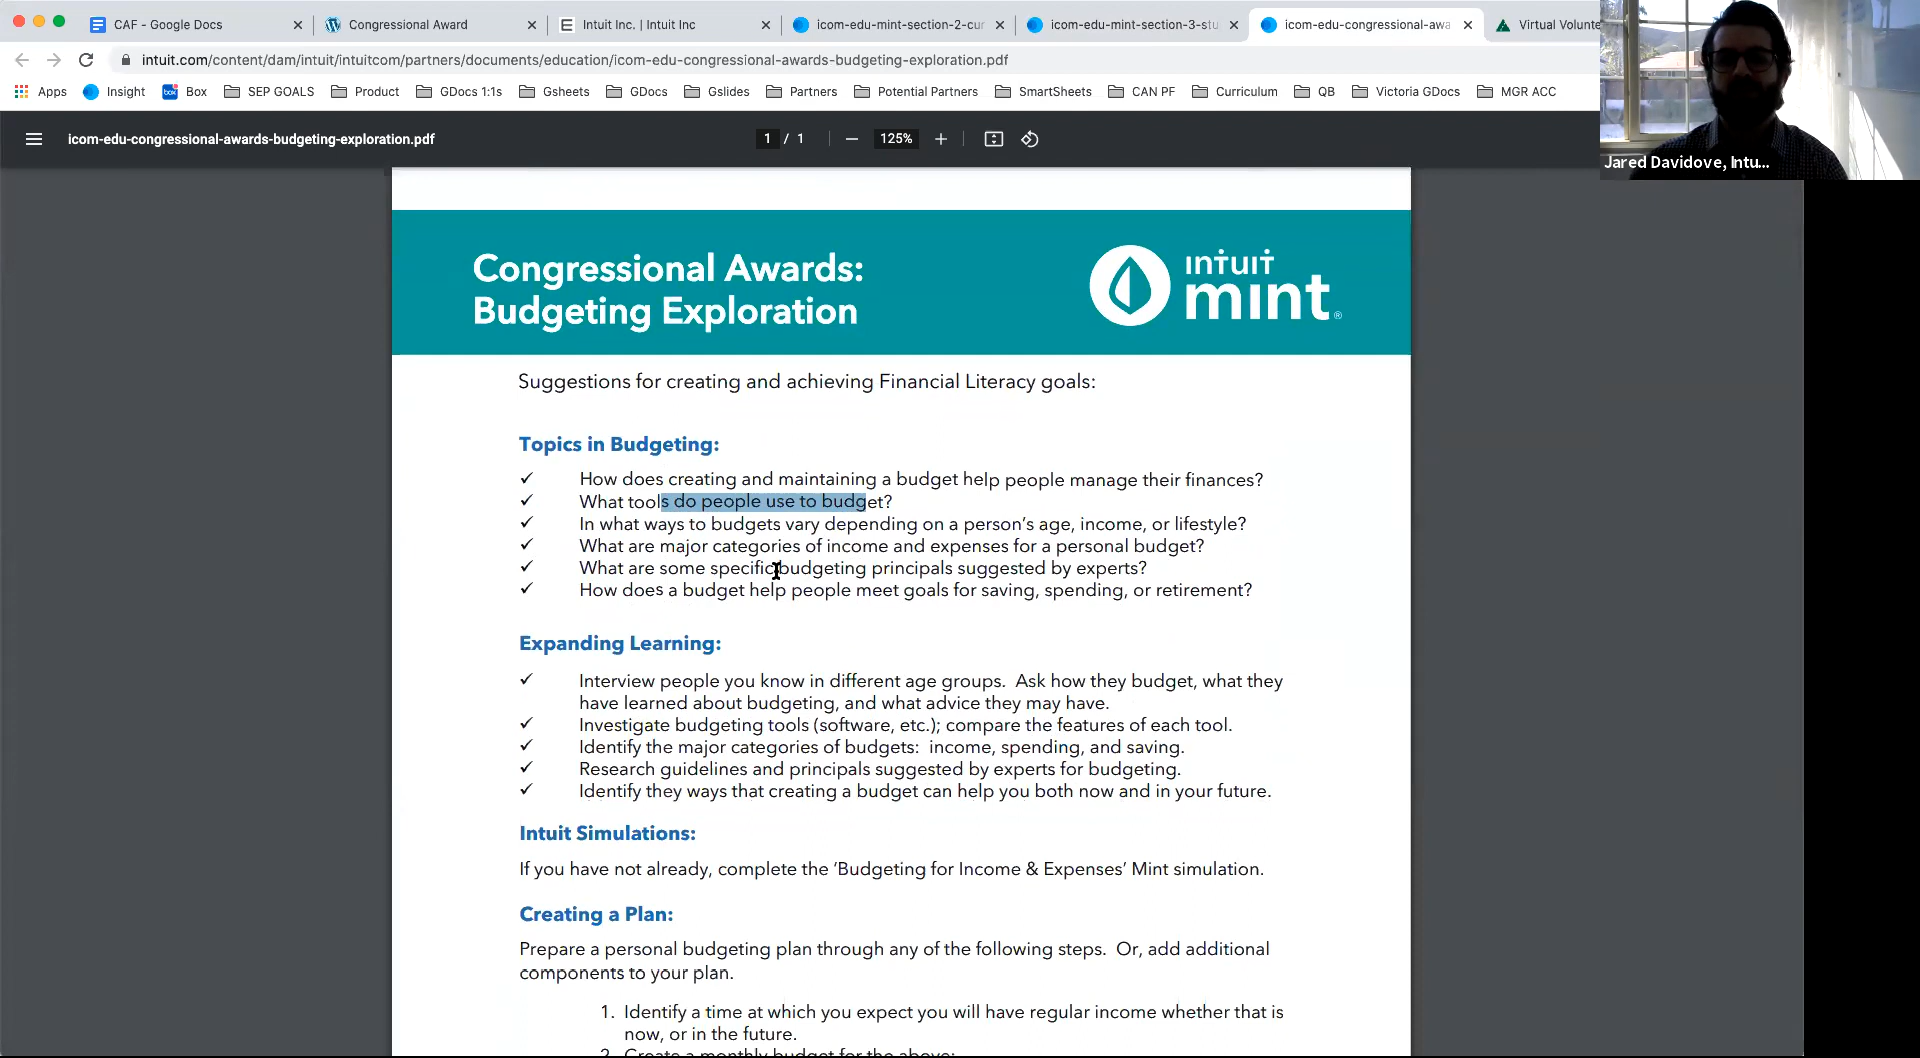 CAF - Google Docs
Congressional Award
Intuit Inc. | Intuit Inc
icom-edu-mint-section-2-cur
icom-edu-mint-section-3-stu
icom-edu-congressional-awa
Virtual Volunte
intuit.com/content/dam/intuit/intuitcom/partners/documents/education/icom-edu-congressional-awards-budgeting-exploration.pdf
Apps Insight Box SEP GOALS Product GDocs 1:1s Gsheets GDocs Gslides Partners Potential Partners SmartSheets CAN PF Curriculum QB Victoria GDocs MGR ACC
icom-edu-congressional-awards-budgeting-exploration.pdf
1 / 1
125%
Jared Davidove, Intu...
Congressional Awards:
Budgeting Exploration
ıntuıt
mint®
Suggestions for creating and achieving Financial Literacy goals:
Topics in Budgeting:
✓ How does creating and maintaining a budget help people manage their finances?
✓ What tools do people use to budget?
✓ In what ways to budgets vary depending on a person’s age, income, or lifestyle?
✓ What are major categories of income and expenses for a personal budget?
✓ What are some specific budgeting principals suggested by experts?
✓ How does a budget help people meet goals for saving, spending, or retirement?
Expanding Learning:
✓ Interview people you know in different age groups. Ask how they budget, what they
have learned about budgeting, and what advice they may have.
✓ Investigate budgeting tools (software, etc.); compare the features of each tool.
✓ Identify the major categories of budgets: income, spending, and saving.
✓ Research guidelines and principals suggested by experts for budgeting.
✓ Identify they ways that creating a budget can help you both now and in your future.
Intuit Simulations:
If you have not already, complete the ‘Budgeting for Income & Expenses’ Mint simulation.
Creating a Plan:
Prepare a personal budgeting plan through any of the following steps. Or, add additional
components to your plan.
1. Identify a time at which you expect you will have regular income whether that is
now, or in the future.
2. Create a monthly budget for the above: